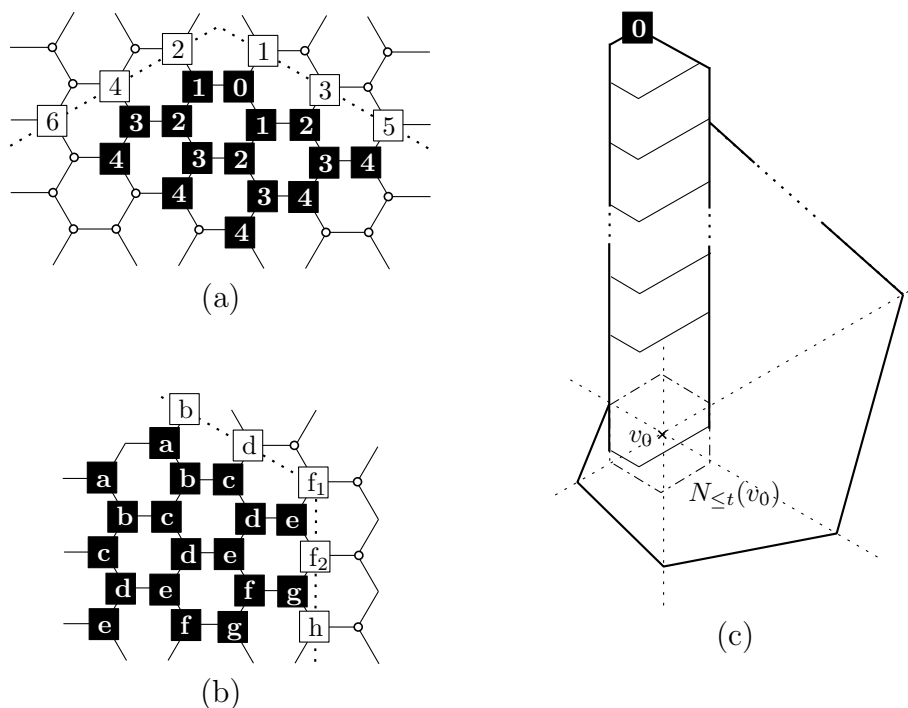 2 1
4 1 0 3
6 3 2 1 2 5
4 3 2 3 4
4 3 4
4
(a)
b
a d
a b c f₁
b c d e
c d e f₂
d e f g
e f g h
(b)
0
v₀
N≤t(v₀)
(c)